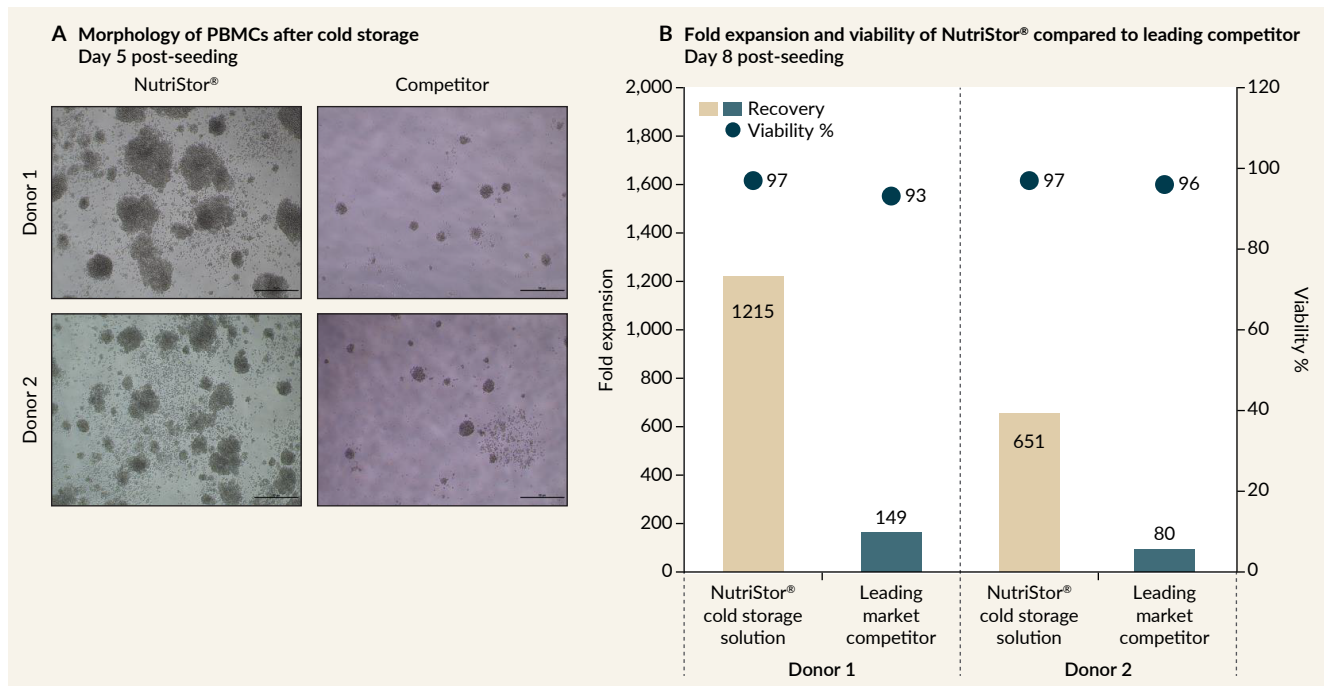 A Morphology of PBMCs after cold storage
Day 5 post-seeding
NutriStor®
Competitor
Donor 1
Donor 2
B Fold expansion and viability of NutriStor® compared to leading competitor
Day 8 post-seeding
Recovery
Viability %
Fold expansion
2,000
1,800
1,600
1,400
1,200
1,000
800
600
400
200
0
97
93
97
96
1215
149
651
80
120
100
80
60
40
20
0
Viability %
NutriStor®
cold storage
solution
Leading
market
competitor
NutriStor®
cold storage
solution
Leading
market
competitor
Donor 1
Donor 2